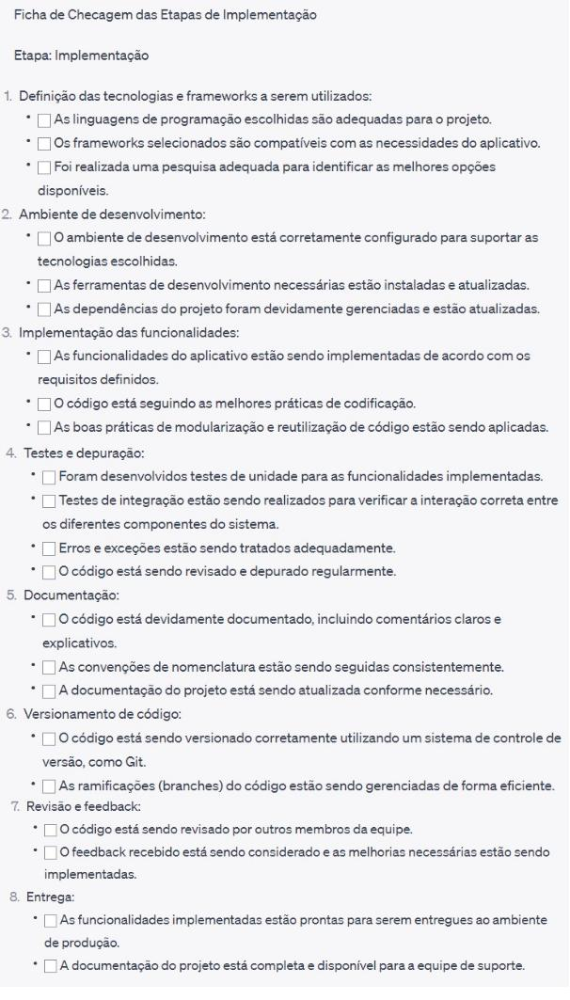 Ficha de Checagem das Etapas de Implementação
Etapa: Implementação
1. Definição das tecnologias e frameworks a serem utilizados:
• As linguagens de programação escolhidas são adequadas para o projeto.
• Os frameworks selecionados são compatíveis com as necessidades do aplicativo.
• Foi realizada uma pesquisa adequada para identificar as melhores opções
disponíveis.
2. Ambiente de desenvolvimento:
• O ambiente de desenvolvimento está corretamente configurado para suportar as
tecnologias escolhidas.
• As ferramentas de desenvolvimento necessárias estão instaladas e atualizadas.
• As dependências do projeto foram devidamente gerenciadas e estão atualizadas.
3. Implementação das funcionalidades:
• As funcionalidades do aplicativo estão sendo implementadas de acordo com os
requisitos definidos.
• O código está seguindo as melhores práticas de codificação.
• As boas práticas de modularização e reutilização de código estão sendo aplicadas.
4. Testes e depuração:
• Foram desenvolvidos testes de unidade para as funcionalidades implementadas.
• Testes de integração estão sendo realizados para verificar a interação correta entre
os diferentes componentes do sistema.
• Erros e exceções estão sendo tratados adequadamente.
• O código está sendo revisado e depurado regularmente.
5. Documentação:
• O código está devidamente documentado, incluindo comentários claros e
explicativos.
• As convenções de nomenclatura estão sendo seguidas consistentemente.
• A documentação do projeto está sendo atualizada conforme necessário.
6. Versionamento de código:
• O código está sendo versionado corretamente utilizando um sistema de controle de
versão, como Git.
• As ramificações (branches) do código estão sendo gerenciadas de forma eficiente.
7. Revisão e feedback:
• O código está sendo revisado por outros membros da equipe.
• O feedback recebido está sendo considerado e as melhorias necessárias estão sendo
implementadas.
8. Entrega:
• As funcionalidades implementadas estão prontas para serem entregues ao ambiente
de produção.
• A documentação do projeto está completa e disponível para a equipe de suporte.